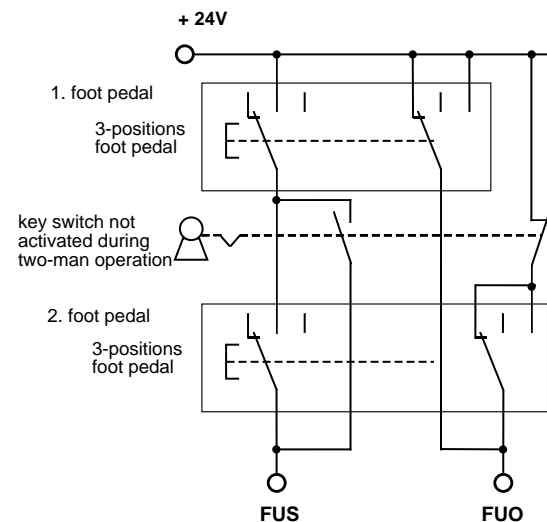 + 24V
1. foot pedal
3-positions
foot pedal
key switch not
activated during
two-man operation
2. foot pedal
3-positions
foot pedal
FUS
FUO